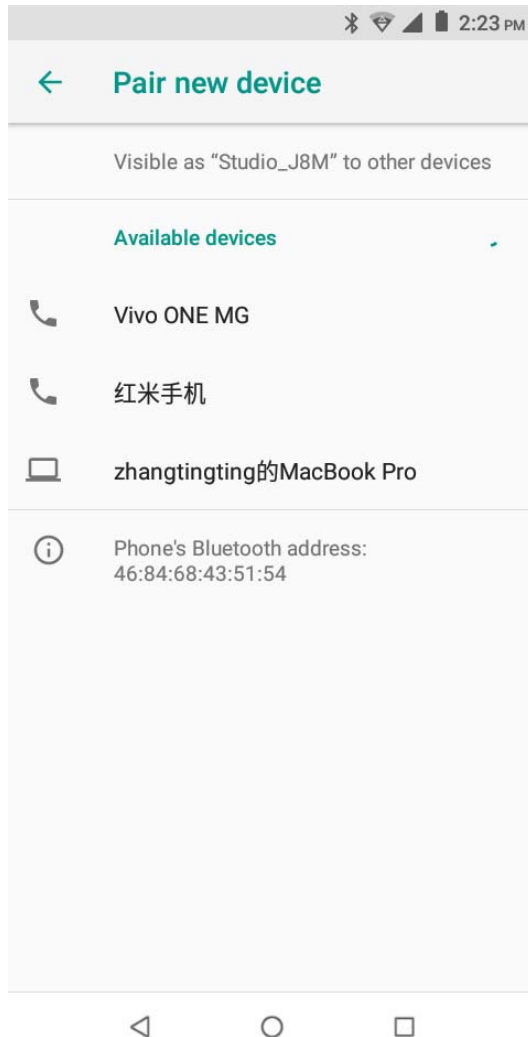 2:23 PM
Pair new device
Visible as “Studio_J8M” to other devices
Available devices
Vivo ONE MG
红米手机
zhangtingting的MacBook Pro
Phone's Bluetooth address:
46:84:68:43:51:54